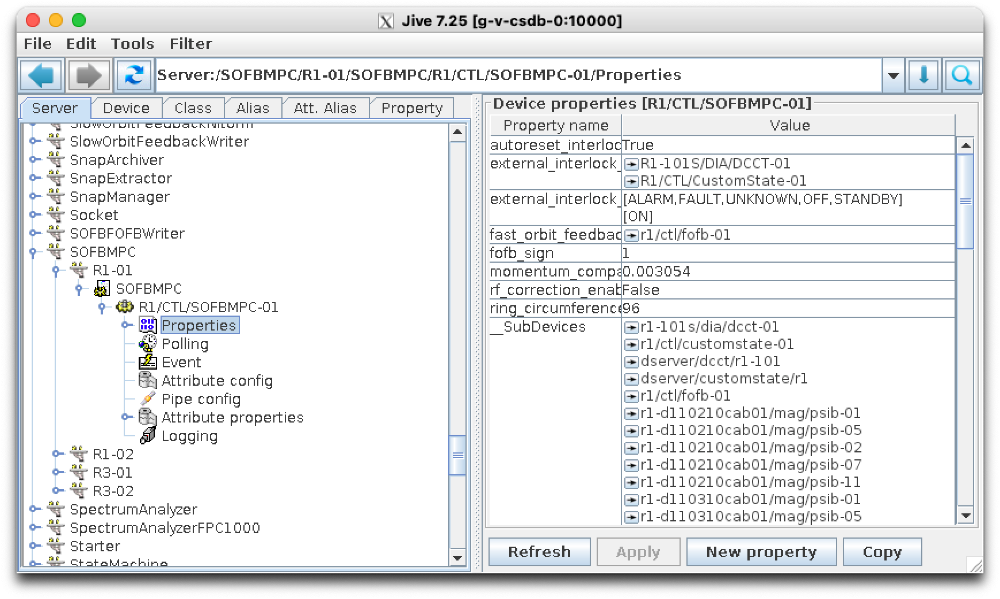 Jive 7.25 [g-v-csdb-0:10000]
File Edit Tools Filter
Server:/SOFBMPC/R1-01/SOFBMPC/R1/CTL/SOFBMPC-01/Properties
Server Device Class Alias Att. Alias Property
SlowOrbitFeedbackWriter
SnapArchiver
SnapExtractor
SnapManager
Socket
SOFBFOFBWriter
SOFBMPC
R1-01
SOFBMPC
R1/CTL/SOFBMPC-01
Properties
Polling
Event
Attribute config
Pipe config
Attribute properties
Logging
R1-02
R3-01
R3-02
SpectrumAnalyzer
SpectrumAnalyzerFPC1000
Starter
StateMachine
Device properties [R1/CTL/SOFBMPC-01]
Property name Value
autoreset_interloc True
external_interlock_ R1-101S/DIA/DCCT-01
R1/CTL/CustomState-01
external_interlock_ [ALARM,FAULT,UNKNOWN,OFF,STANDBY]
[ON]
fast_orbit_feedbac r1/ctl/fofb-01
fofb_sign 1
momentum_compa 0.003054
rf_correction_enab False
ring_circumference 96
__SubDevices r1-101s/dia/dcct-01
r1/ctl/customstate-01
dserver/dcct/r1-101
dserver/customstate/r1
r1/ctl/fofb-01
r1-d110210cab01/mag/psib-01
r1-d110210cab01/mag/psib-05
r1-d110210cab01/mag/psib-02
r1-d110210cab01/mag/psib-07
r1-d110210cab01/mag/psib-11
r1-d110310cab01/mag/psib-01
r1-d110310cab01/mag/psib-05
Refresh Apply New property Copy